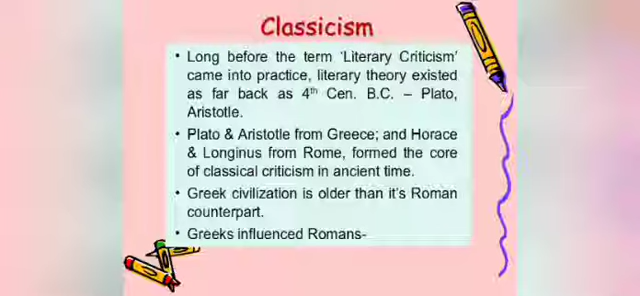 Classicism
• Long before the term ‘Literary Criticism’
came into practice, literary theory existed
as far back as 4th Cen. B.C. – Plato,
Aristotle.
• Plato & Aristotle from Greece; and Horace
& Longinus from Rome, formed the core
of classical criticism in ancient time.
• Greek civilization is older than it’s Roman
counterpart.
• Greeks influenced Romans-